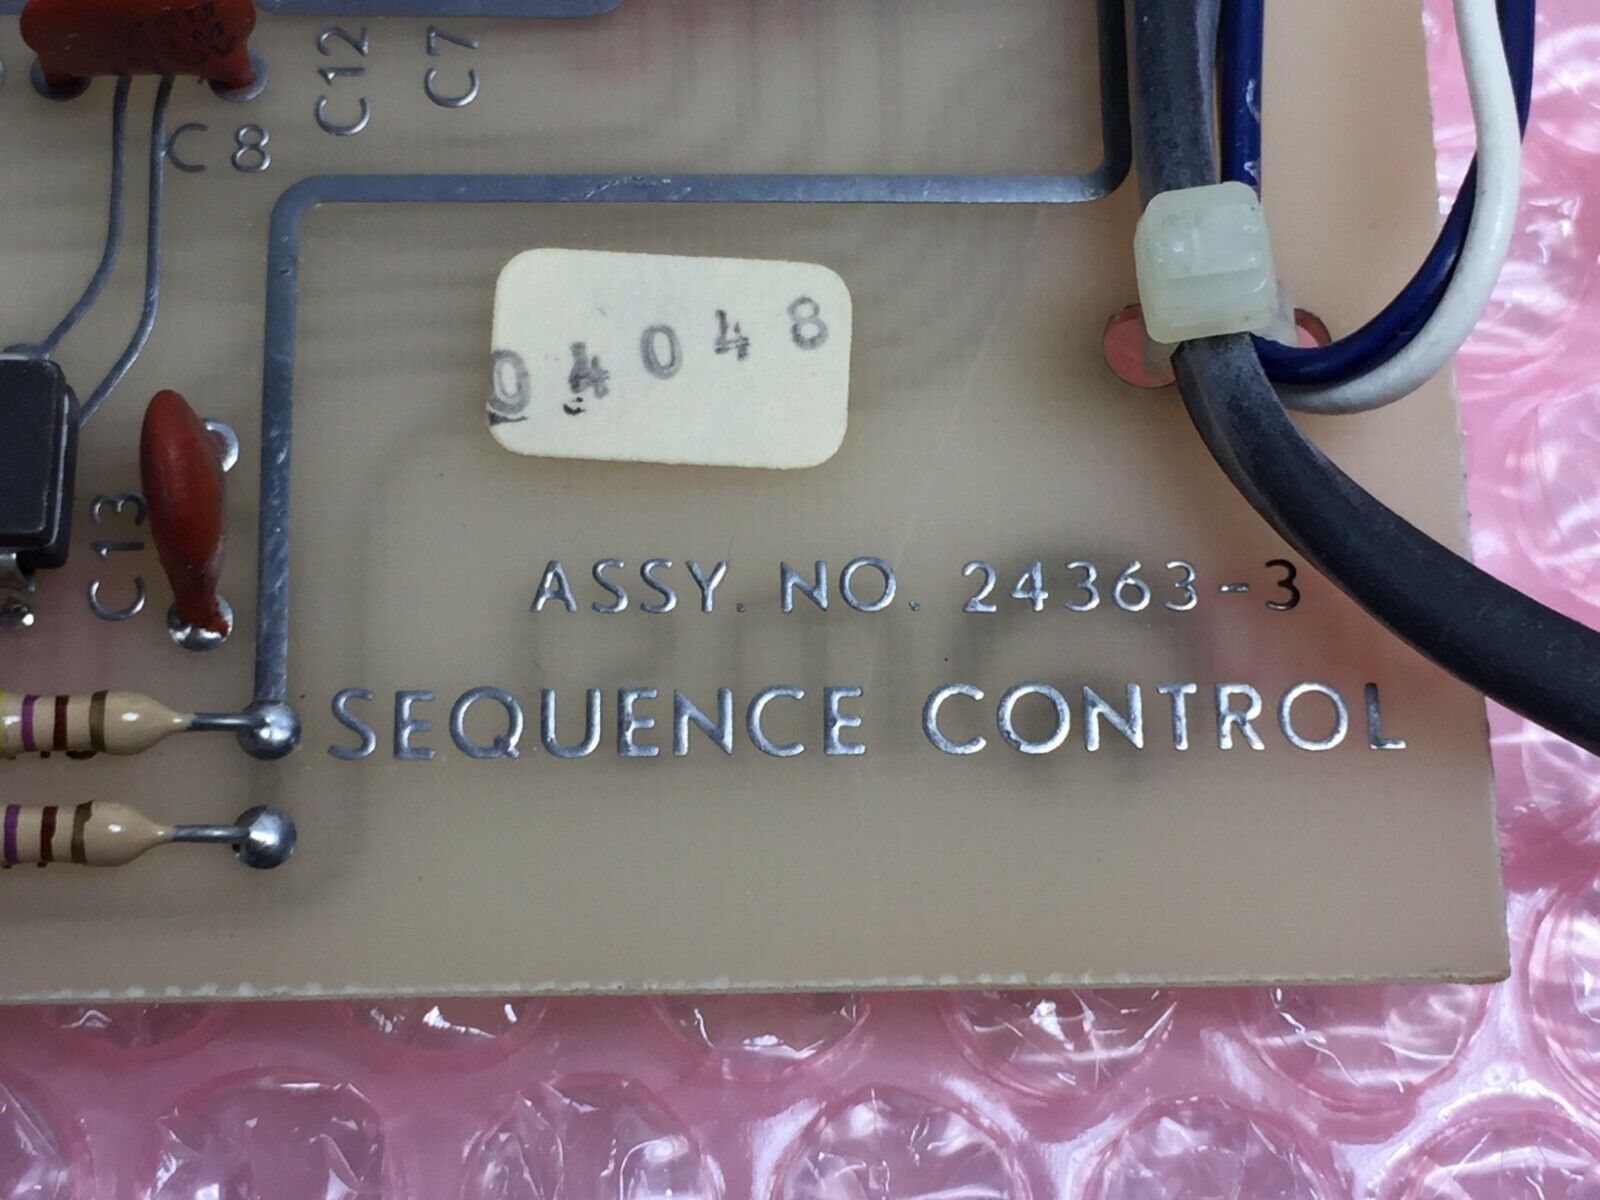 C12
C7
C8
04048
C13
ASSY. NO. 24363-3
SEQUENCE CONTROL